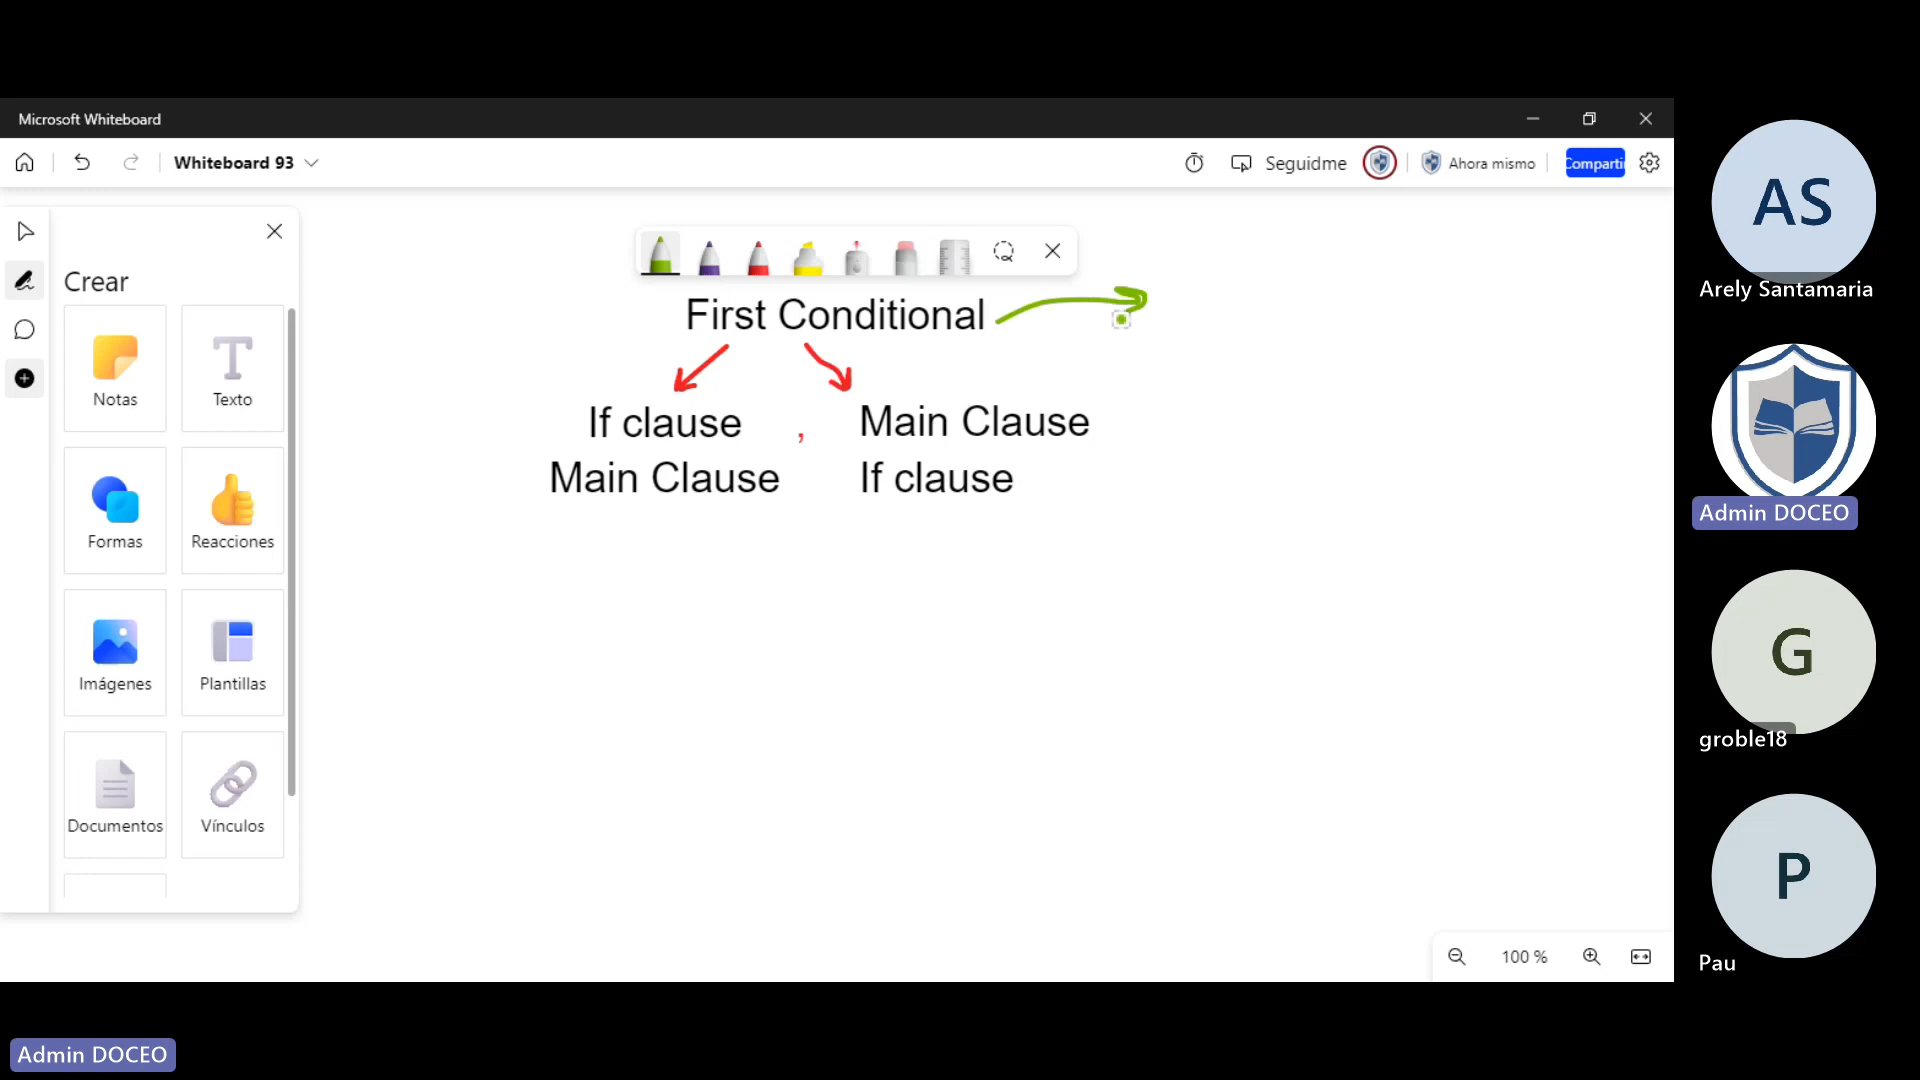 Microsoft Whiteboard
Whiteboard 93
Seguidme
Ahora mismo
Comparti
Crear
Notas
Texto
Formas
Reacciones
Imágenes
Plantillas
Documentos
Vínculos
First Conditional
If clause , Main Clause
Main Clause If clause
100 %
AS
Arely Santamaria
Admin DOCEO
G
groble18
P
Pau
Admin DOCEO